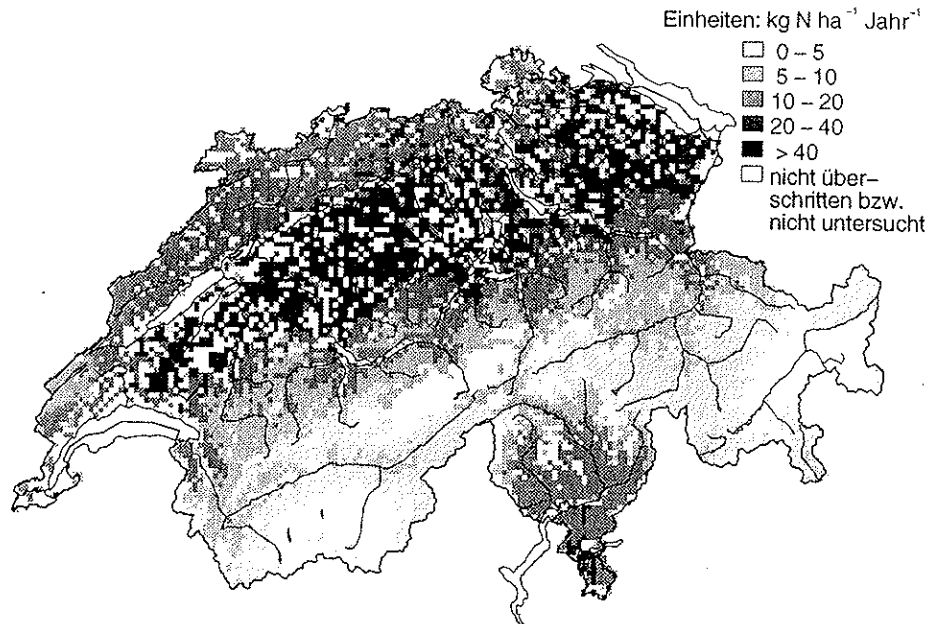 Einheiten: kg N ha⁻¹ Jahr⁻¹
0 – 5
5 – 10
10 – 20
20 – 40
> 40
nicht über–
schritten bzw.
nicht untersucht